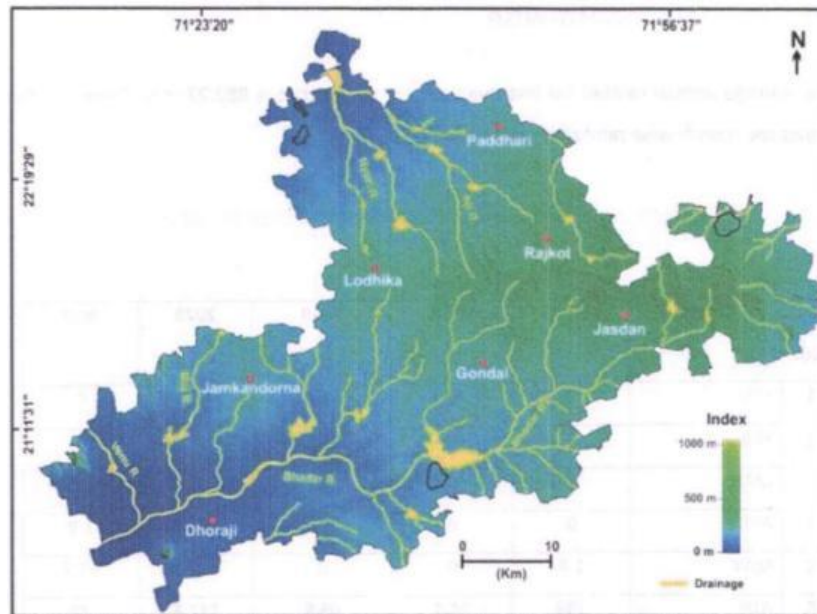 71°23'20"
71°56'37"
N
22°19'29"
21°11'31"
Paddhari
Rajkot
Lodhika
Jasdan
Gondal
Jamkandorna
Bhadar R.
Dhoraji
Index
1000 m
500 m
0 m
0 10
(Km)
Drainage